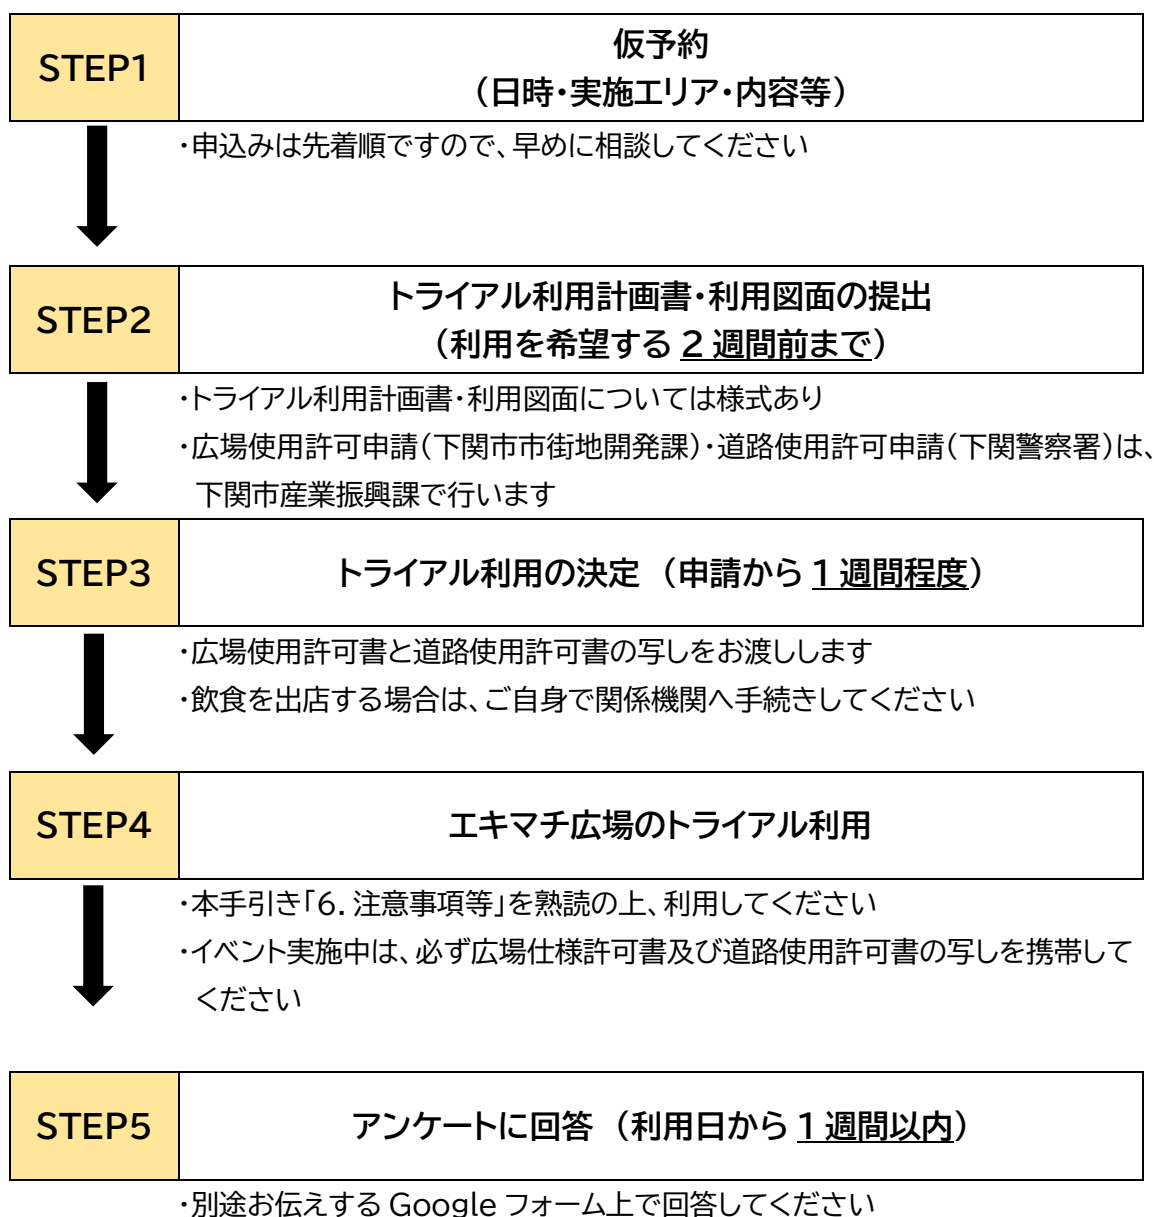 STEP1
仮予約
（日時・実施エリア・内容等）
・申込みは先着順ですので、早めに相談してください
STEP2
トライアル利用計画書・利用図面の提出
（利用を希望する 2 週間前まで）
・トライアル利用計画書・利用図面については様式あり
・広場使用許可申請（下関市市街地開発課）・道路使用許可申請（下関警察署）は、
下関市産業振興課で行います
STEP3
トライアル利用の決定 （申請から 1 週間程度）
・広場使用許可書と道路使用許可書の写しをお渡しします
・飲食を出店する場合は、ご自身で関係機関へ手続きしてください
STEP4
エキマチ広場のトライアル利用
・本手引き「6. 注意事項等」を熟読の上、利用してください
・イベント実施中は、必ず広場仕様許可書及び道路使用許可書の写しを携帯して
ください
STEP5
アンケートに回答 （利用日から 1 週間以内）
・別途お伝えする Google フォーム上で回答してください